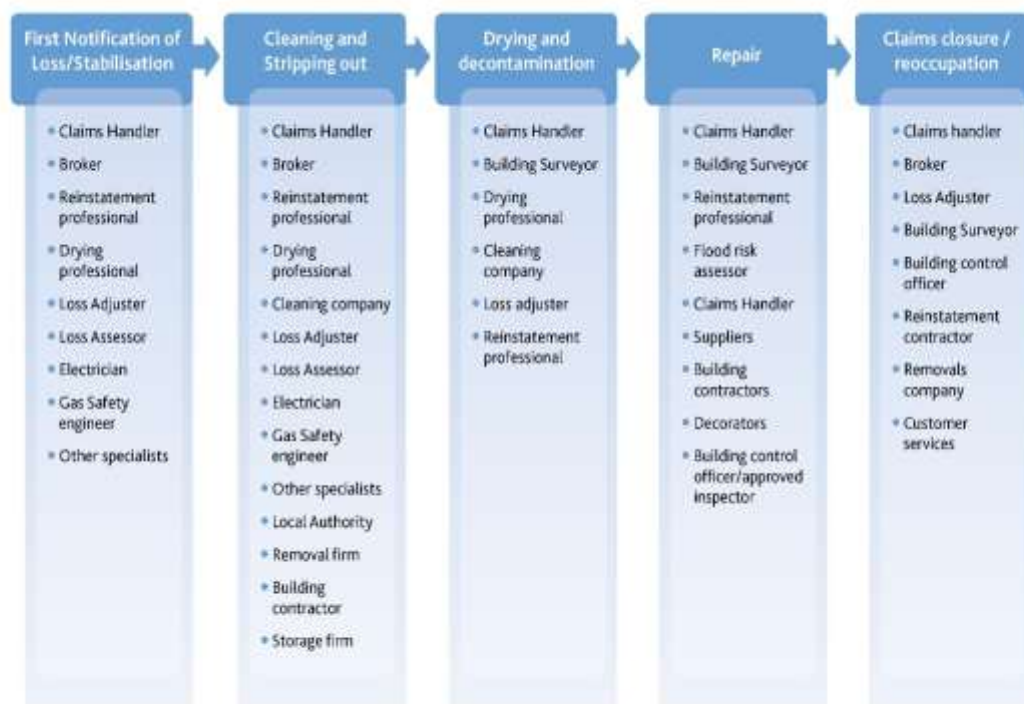 First Notification of
Loss/Stabilisation
Claims Handler
Broker
Reinstatement
professional
Drying
professional
Loss Adjuster
Loss Assessor
Electrician
Gas Safety
engineer
Other specialists
Cleaning and
Stripping out
Claims Handler
Broker
Reinstatement
professional
Drying
professional
Cleaning company
Loss Adjuster
Loss Assessor
Electrician
Gas Safety
engineer
Other specialists
Local Authority
Removal firm
Building
contractor
Storage firm
Drying and
decontamination
Claims Handler
Building Surveyor
Drying
professional
Cleaning
company
Loss adjuster
Reinstatement
professional
Repair
Claims Handler
Building Surveyor
Reinstatement
professional
Flood risk
assessor
Claims Handler
Suppliers
Building
contractors
Decorators
Building control
officer/approved
inspector
Claims closure /
reoccupation
Claims handler
Broker
Loss Adjuster
Building Surveyor
Building control
officer
Reinstatement
contractor
Removals
company
Customer
services